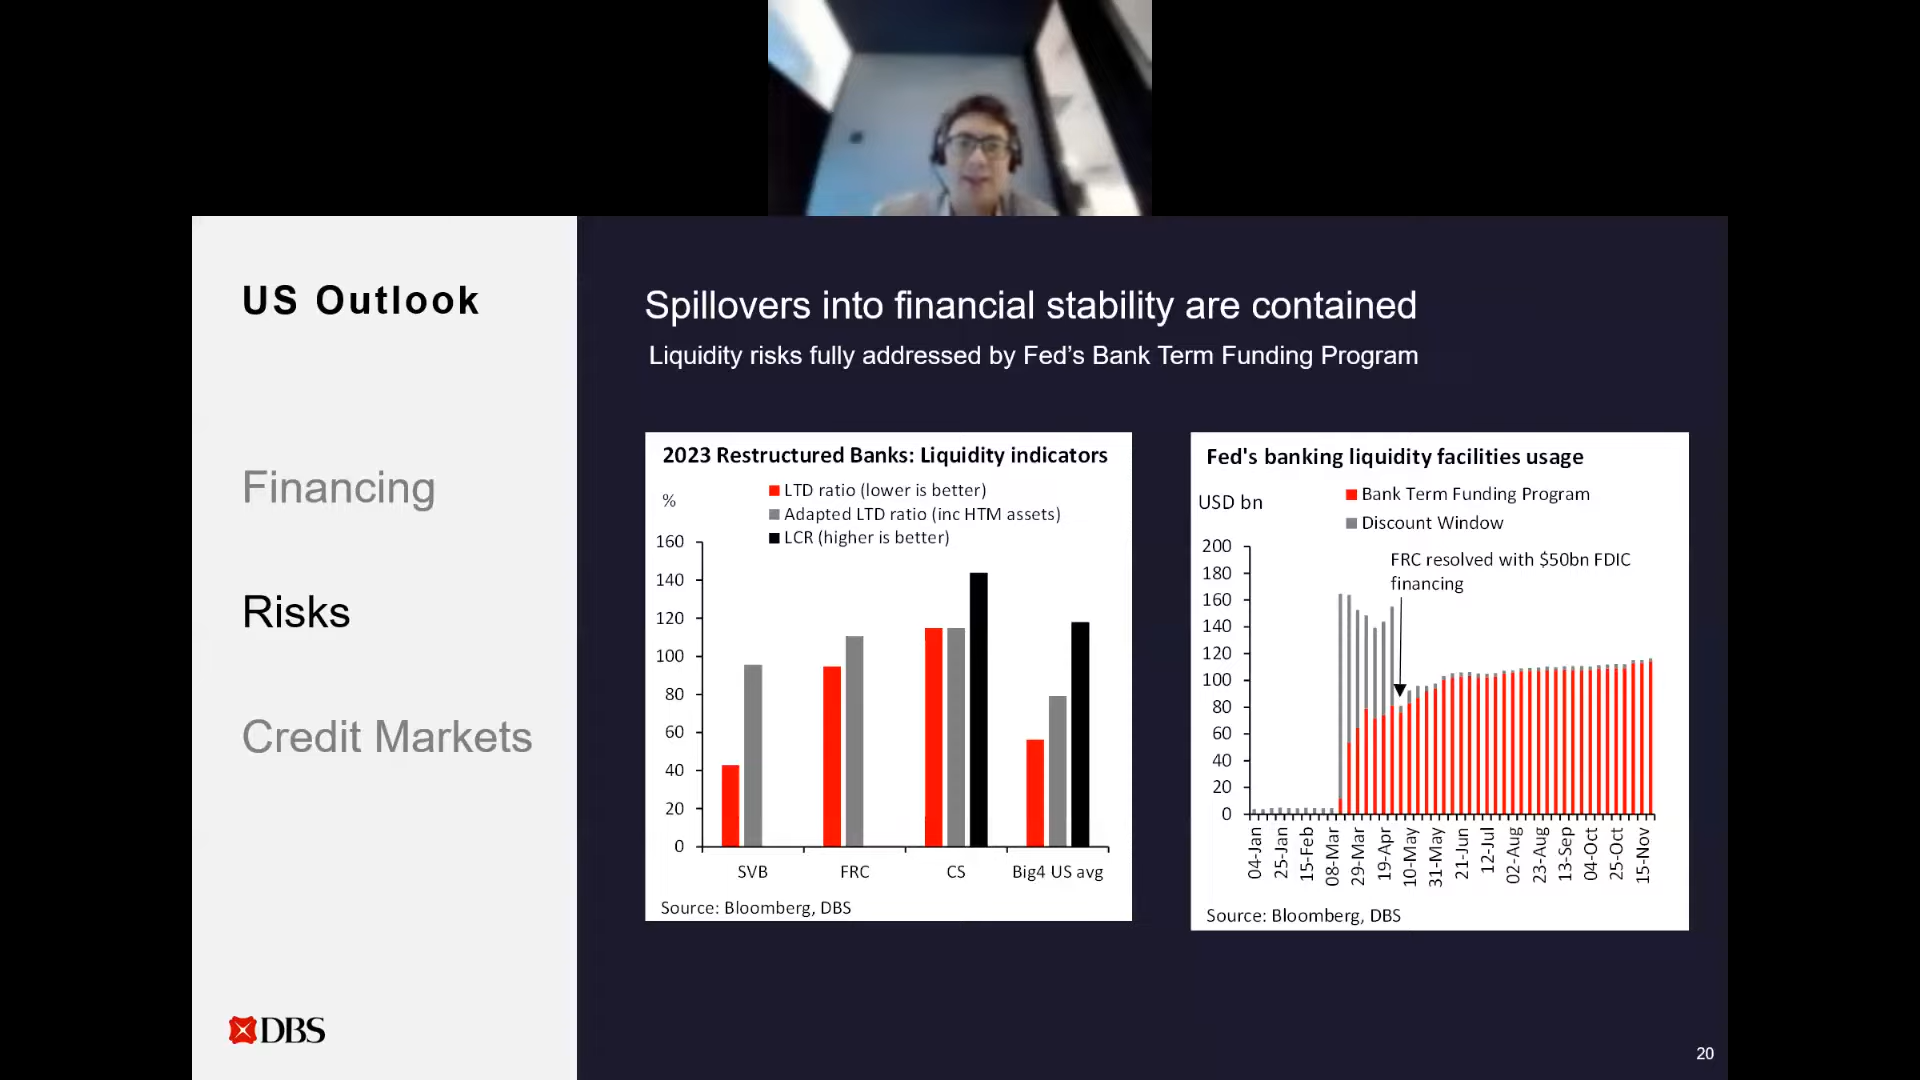 US Outlook
Financing
Risks
Credit Markets
DBS
Spillovers into financial stability are contained
Liquidity risks fully addressed by Fed's Bank Term Funding Program
2023 Restructured Banks: Liquidity indicators
%
LTD ratio (lower is better)
Adapted LTD ratio (inc HTM assets)
LCR (higher is better)
160
140
120
100
80
60
40
20
0
SVB
FRC
CS
Big4 US avg
Source: Bloomberg, DBS
Fed's banking liquidity facilities usage
USD bn
Bank Term Funding Program
Discount Window
FRC resolved with $50bn FDIC
financing
200
180
160
140
120
100
80
60
40
20
0
04-Jan
25-Jan
15-Feb
08-Mar
29-Mar
19-Apr
10-May
31-May
21-Jun
12-Jul
02-Aug
23-Aug
13-Sep
04-Oct
25-Oct
15-Nov
Source: Bloomberg, DBS
20